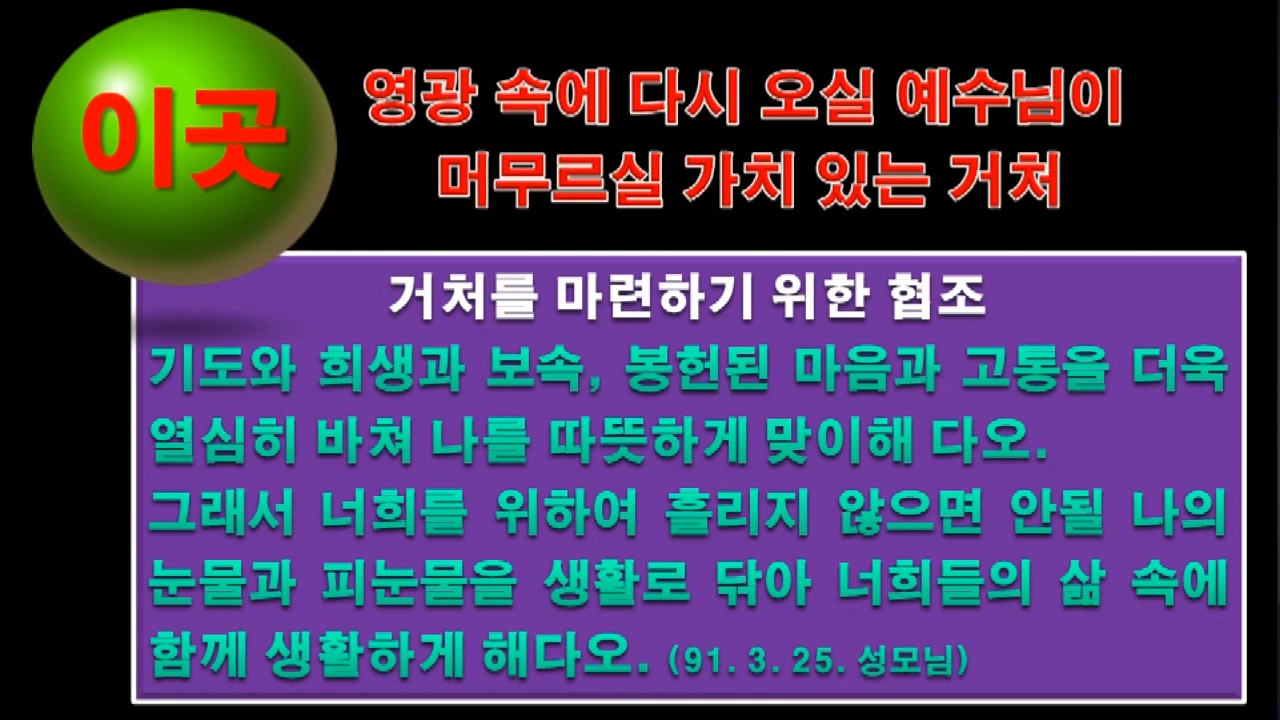 이곳
영광 속에 다시 오실 예수님이
머무르실 가치 있는 거쳐
거처를 마련하기 위한 협조
기도와 희생과 보속, 봉헌된 마음과 고통을 더욱
열심히 바쳐 나를 따뜻하게 맞이해 다오.
그래서 너희를 위하여 흘리지 않으면 안될 나의
눈물과 피눈물을 생활로 닦아 너희들의 삶 속에
함께 생활하게 해다오. (91. 3. 25. 성모님)